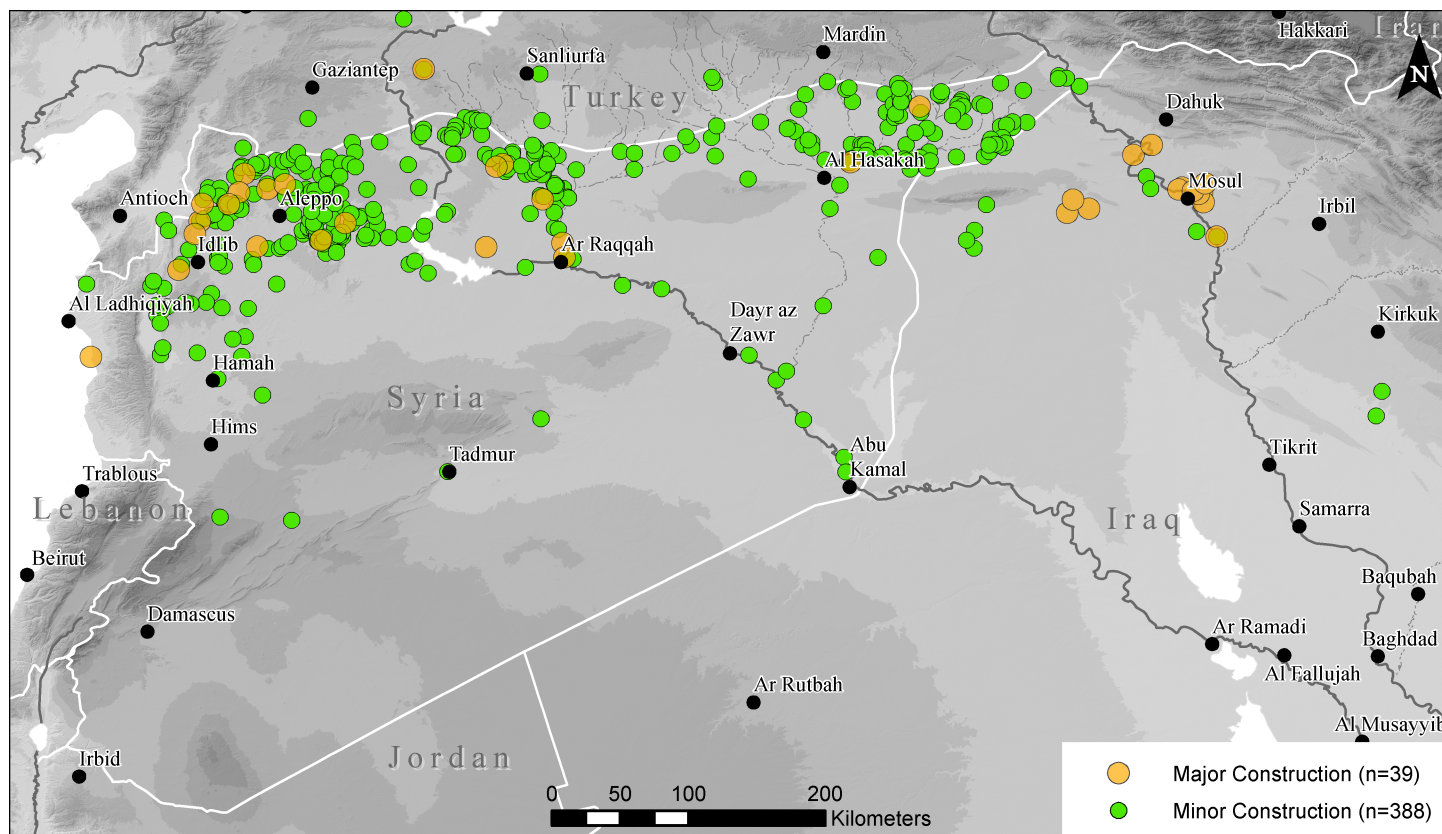 Hakkari
Iran
N
Mardin
Sanliurfa
Gaziantep
Turkey
Dahuk
Al Hasakah
Mosul
Antioch
Aleppo
Irbil
Idlib
Ar Raqqah
Al Ladhiqiyah
Dayr az
Zawr
Kirkuk
Hamah
Syria
Hims
Abu
Kamal
Tadmur
Tikrit
Trablous
Lebanon
Iraq
Samarra
Beirut
Baqubah
Damascus
Ar Ramadi
Baghdad
Al Fallujah
Ar Rutbah
Al Musayyib
Jordan
Irbid
Major Construction (n=39)
Minor Construction (n=388)
0 50 100 200
Kilometers